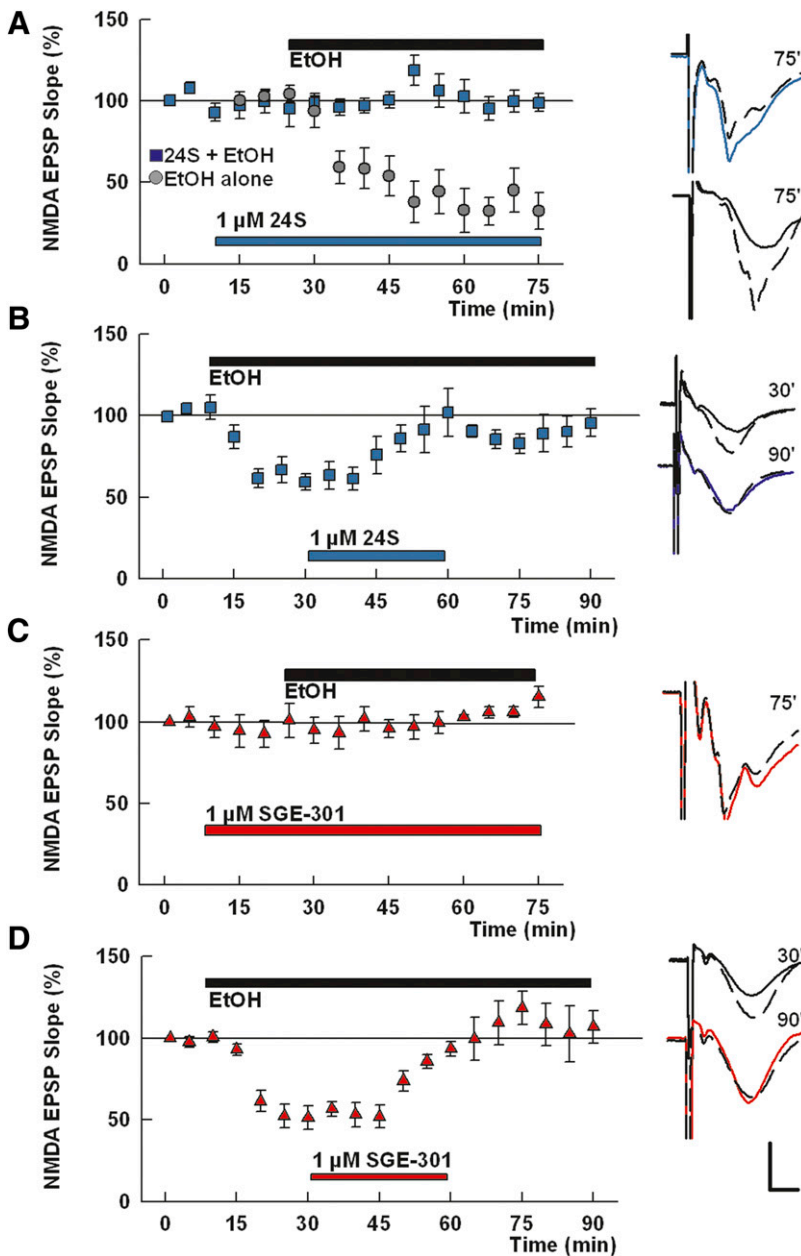 A
NMDA EPSP Slope (%)
150
100
50
0
EtOH
24S + EtOH
EtOH alone
1 µM 24S
0 15 30 45 60 75
Time (min)
75'
75'
B
NMDA EPSP Slope (%)
150
100
50
0
EtOH
1 µM 24S
0 15 30 45 60 75 90
Time (min)
30'
90'
C
NMDA EPSP Slope (%)
150
100
50
0
EtOH
1 µM SGE-301
0 15 30 45 60 75
Time (min)
75'
D
NMDA EPSP Slope (%)
150
100
50
0
EtOH
1 µM SGE-301
0 15 30 45 60 75 90
Time (min)
30'
90'